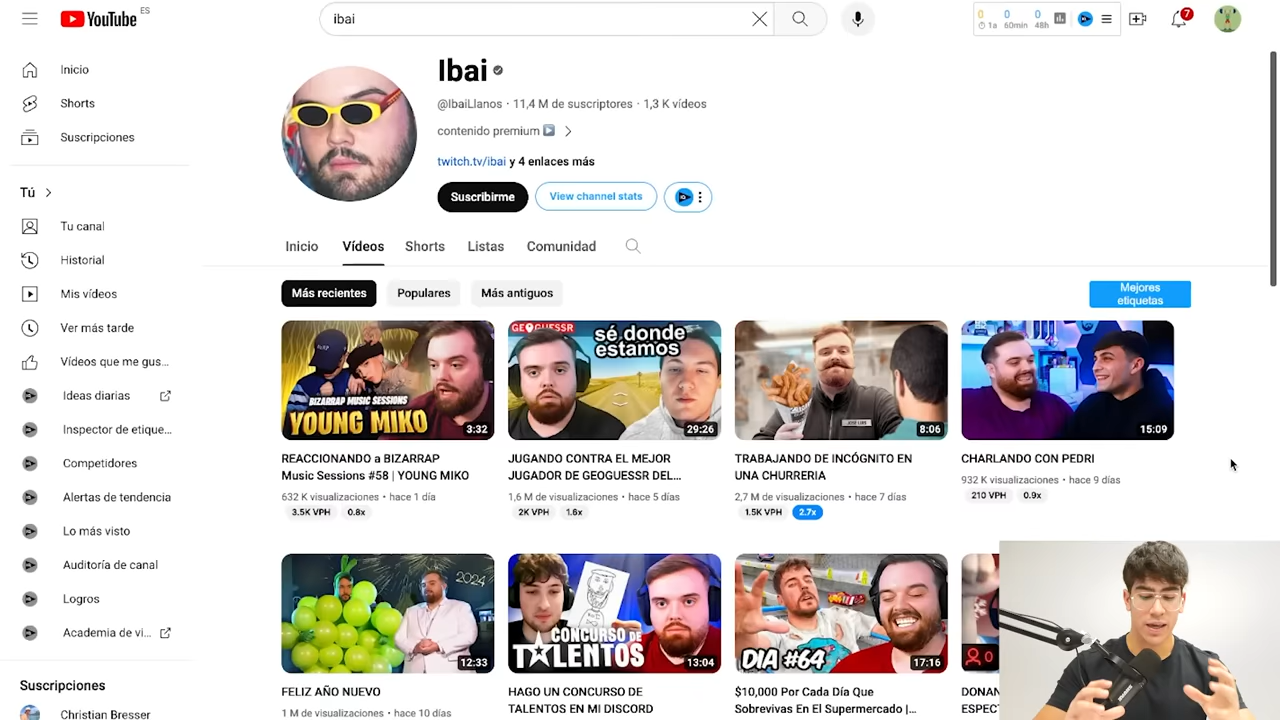 YouTube ES
ibai
0 0 0
1a 60min 48h
7
Inicio
Shorts
Suscripciones
Tú
Tu canal
Historial
Mis vídeos
Ver más tarde
Vídeos que me gus...
Ideas diarias
Inspector de etique...
Competidores
Alertas de tendencia
Lo más visto
Auditoría de canal
Logros
Academia de vi...
Suscripciones
Christian Bresser
Ibai
@IbaiLlanos · 11,4 M de suscriptores · 1,3 K vídeos
contenido premium
twitch.tv/ibai y 4 enlaces más
Suscribirme
View channel stats
Inicio
Vídeos
Shorts
Listas
Comunidad
Más recientes
Populares
Más antiguos
Mejores
etiquetas
BIZARRAP MUSIC SESSIONS
YOUNG MIKO
3:32
REACCIONANDO a BIZARRAP
Music Sessions #58 | YOUNG MIKO
632 K visualizaciones · hace 1 día
3.5K VPH 0.8x
GEOGUESSR
sé donde
estamos
29:26
JUGANDO CONTRA EL MEJOR
JUGADOR DE GEOGUESSR DEL...
1,6 M de visualizaciones · hace 5 días
2K VPH 1.6x
JOSE LUIS
8:06
TRABAJANDO DE INCÓGNITO EN
UNA CHURRERIA
2,7 M de visualizaciones · hace 7 días
1.5K VPH 2.7x
15:09
CHARLANDO CON PEDRI
932 K visualizaciones · hace 9 días
210 VPH 0.9x
2024
12:33
FELIZ AÑO NUEVO
1 M de visualizaciones · hace 10 días
CONCURSO DE
TALENTOS
13:04
HAGO UN CONCURSO DE
TALENTOS EN MI DISCORD
DIA #64
17:16
$10,000 Por Cada Día Que
Sobrevivas En El Supermercado |...
0
DONAN
ESPECT